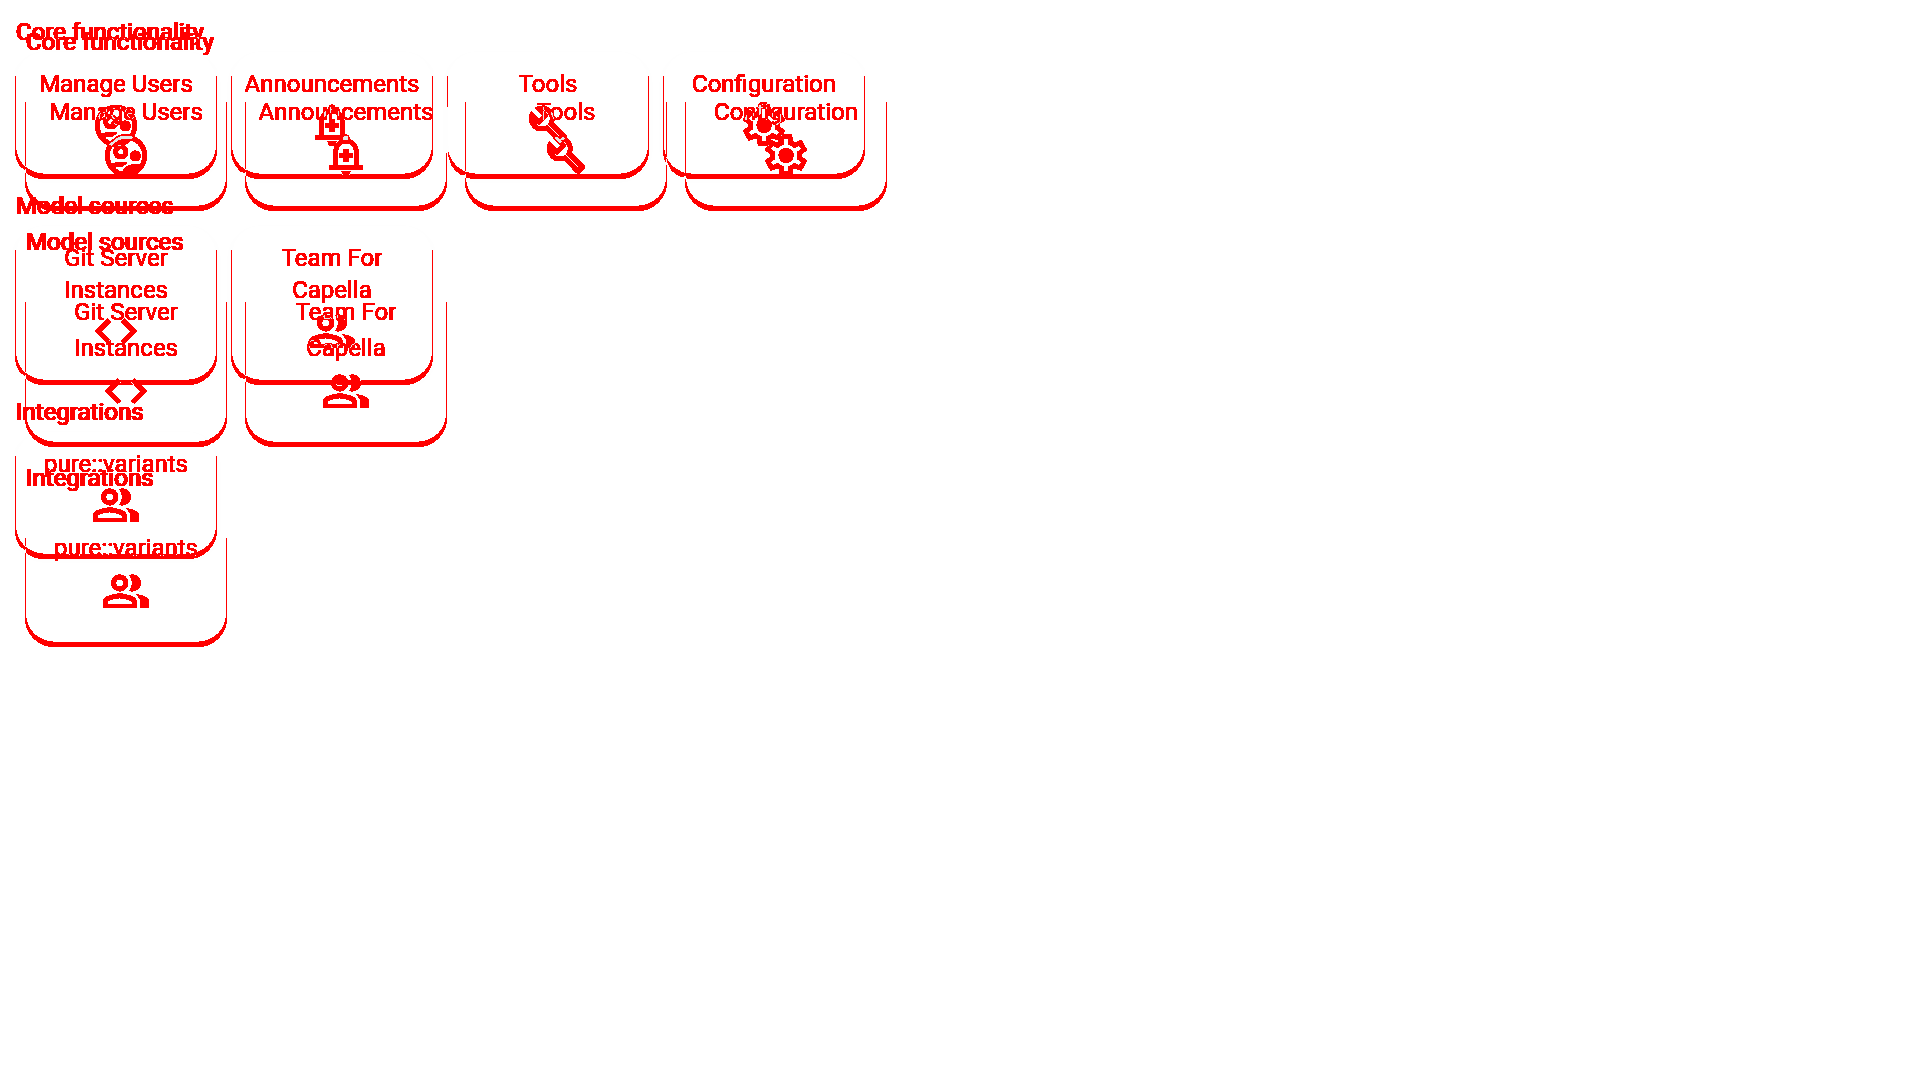 Core functionality
Core functionality
Manage Users Announcements Tools Configuration
Manage Users Announcements Tools Configuration
Model sources
Model sources
Git Server Team For
Instances Capella
Git Server Team For
Instances Capella
Integrations
pure::variants
Integrations
pure::variants